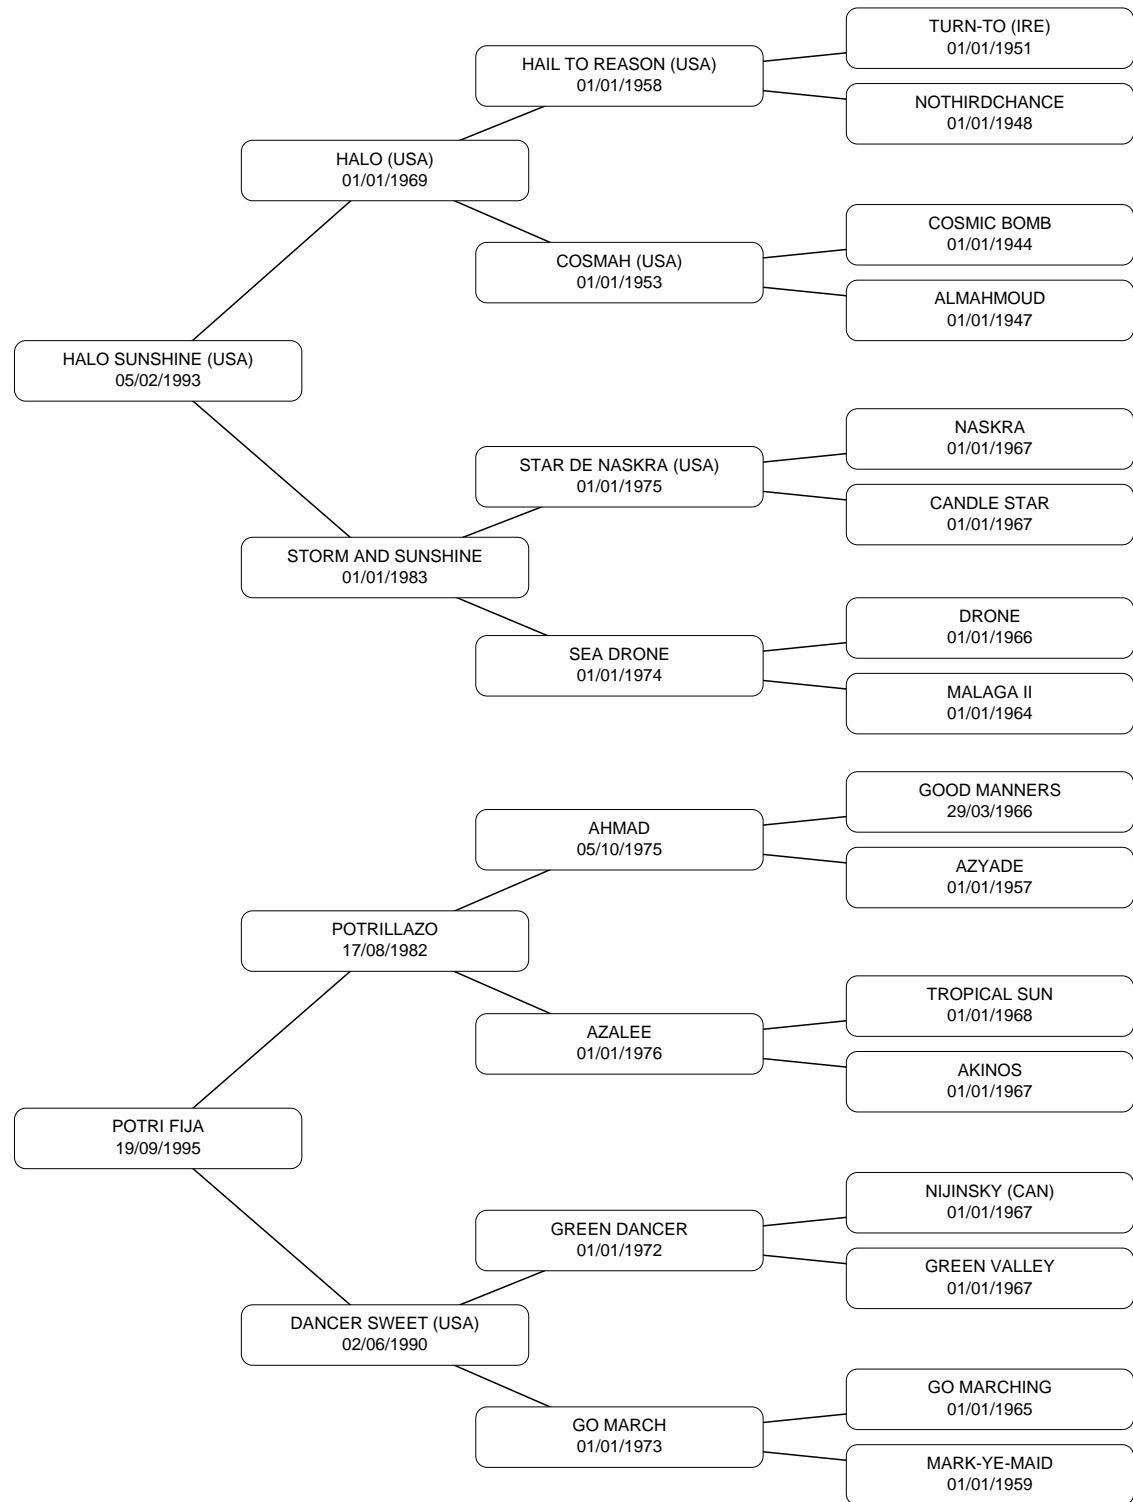 TURN-TO (IRE)
01/01/1951
HAIL TO REASON (USA)
01/01/1958
NOTHIRDCHANCE
01/01/1948
HALO (USA)
01/01/1969
COSMIC BOMB
01/01/1944
COSMAH (USA)
01/01/1953
ALMAHMOUD
01/01/1947
HALO SUNSHINE (USA)
05/02/1993
NASKRA
01/01/1967
STAR DE NASKRA (USA)
01/01/1975
CANDLE STAR
01/01/1967
STORM AND SUNSHINE
01/01/1983
DRONE
01/01/1966
SEA DRONE
01/01/1974
MALAGA II
01/01/1964
GOOD MANNERS
29/03/1966
AHMAD
05/10/1975
AZYADE
01/01/1957
POTRILLAZO
17/08/1982
TROPICAL SUN
01/01/1968
AZALEE
01/01/1976
AKINOS
01/01/1967
POTRI FIJA
19/09/1995
NIJINSKY (CAN)
01/01/1967
GREEN DANCER
01/01/1972
GREEN VALLEY
01/01/1967
DANCER SWEET (USA)
02/06/1990
GO MARCHING
01/01/1965
GO MARCH
01/01/1973
MARK-YE-MAID
01/01/1959